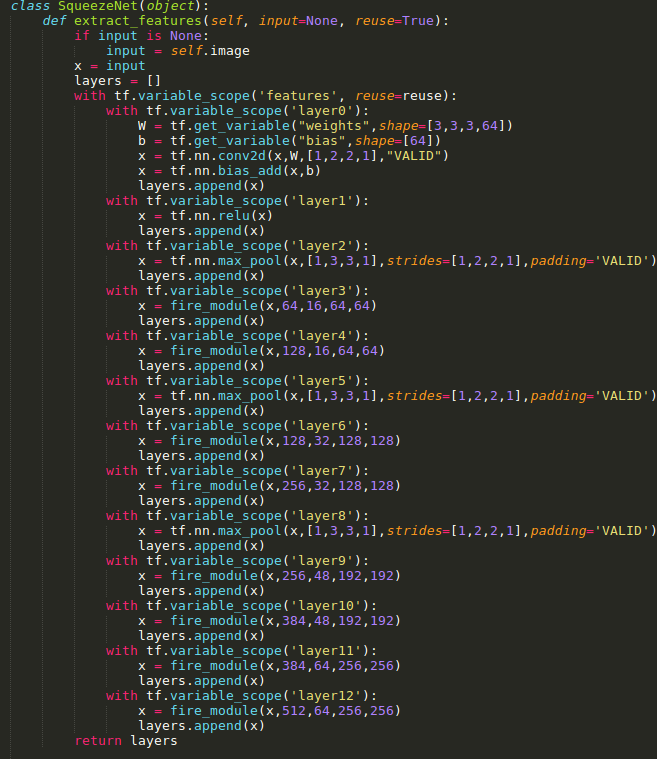 class SqueezeNet(object):
    def extract_features(self, input=None, reuse=True):
        if input is None:
            input = self.image
        x = input
        layers = []
        with tf.variable_scope('features', reuse=reuse):
            with tf.variable_scope('layer0'):
                W = tf.get_variable("weights",shape=[3,3,3,64])
                b = tf.get_variable("bias",shape=[64])
                x = tf.nn.conv2d(x,W,[1,2,2,1],"VALID")
                x = tf.nn.bias_add(x,b)
                layers.append(x)
            with tf.variable_scope('layer1'):
                x = tf.nn.relu(x)
                layers.append(x)
            with tf.variable_scope('layer2'):
                x = tf.nn.max_pool(x,[1,3,3,1],strides=[1,2,2,1],padding='VALID')
                layers.append(x)
            with tf.variable_scope('layer3'):
                x = fire_module(x,64,16,64,64)
                layers.append(x)
            with tf.variable_scope('layer4'):
                x = fire_module(x,128,16,64,64)
                layers.append(x)
            with tf.variable_scope('layer5'):
                x = tf.nn.max_pool(x,[1,3,3,1],strides=[1,2,2,1],padding='VALID')
                layers.append(x)
            with tf.variable_scope('layer6'):
                x = fire_module(x,128,32,128,128)
                layers.append(x)
            with tf.variable_scope('layer7'):
                x = fire_module(x,256,32,128,128)
                layers.append(x)
            with tf.variable_scope('layer8'):
                x = tf.nn.max_pool(x,[1,3,3,1],strides=[1,2,2,1],padding='VALID')
                layers.append(x)
            with tf.variable_scope('layer9'):
                x = fire_module(x,256,48,192,192)
                layers.append(x)
            with tf.variable_scope('layer10'):
                x = fire_module(x,384,48,192,192)
                layers.append(x)
            with tf.variable_scope('layer11'):
                x = fire_module(x,384,64,256,256)
                layers.append(x)
            with tf.variable_scope('layer12'):
                x = fire_module(x,512,64,256,256)
                layers.append(x)
        return layers